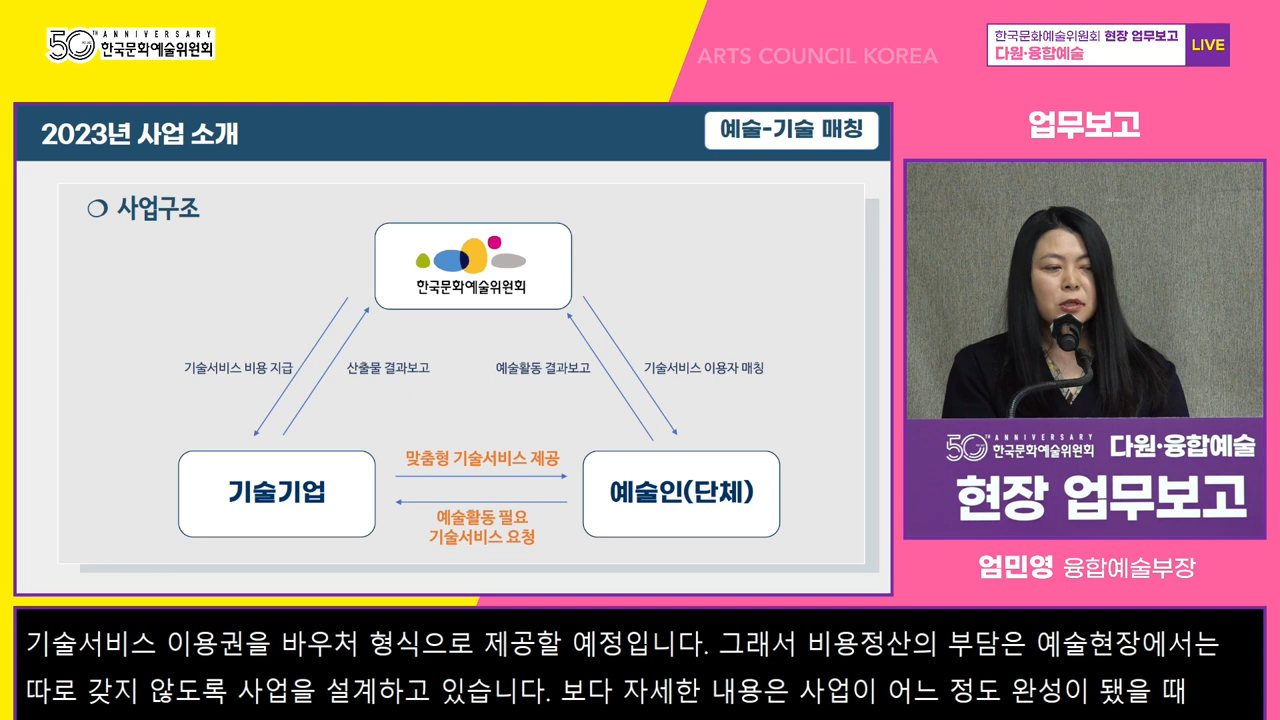 50TH ANNIVERSARY
한국문화예술위원회
ARTS COUNCIL KOREA
한국문화예술위원회 현장 업무보고
다원·융합예술
LIVE
2023년 사업 소개
예술-기술 매칭
❍ 사업구조
한국문화예술위원회
기술서비스 비용 지급
산출물 결과보고
예술활동 결과보고
기술서비스 이용자 매칭
기술기업
맞춤형 기술서비스 제공
예술활동 필요
기술서비스 요청
예술인(단체)
업무보고
50TH ANNIVERSARY
한국문화예술위원회
다원·융합예술
현장 업무보고
엄민영 융합예술부장
기술서비스 이용권을 바우처 형식으로 제공할 예정입니다. 그래서 비용정산의 부담은 예술현장에서는
따로 갖지 않도록 사업을 설계하고 있습니다. 보다 자세한 내용은 사업이 어느 정도 완성이 됐을 때